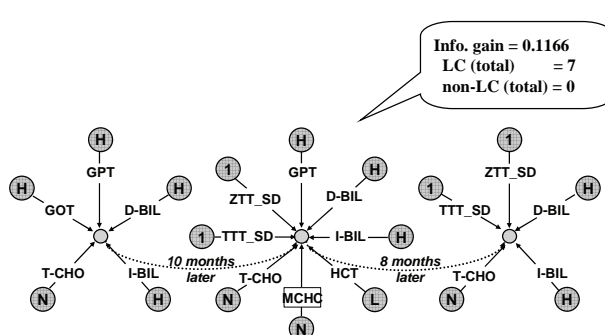 Info. gain = 0.1166
LC (total) = 7
non-LC (total) = 0
H H
1 H 1
GPT GPT ZTT_SD
H H ZTT_SD H H
GOT D-BIL D-BIL TTT_SD D-BIL
1 TTT_SD I-BIL H
10 months later
8 months later
T-CHO I-BIL T-CHO HCT T-CHO I-BIL
MCHC
N H N L N H
N